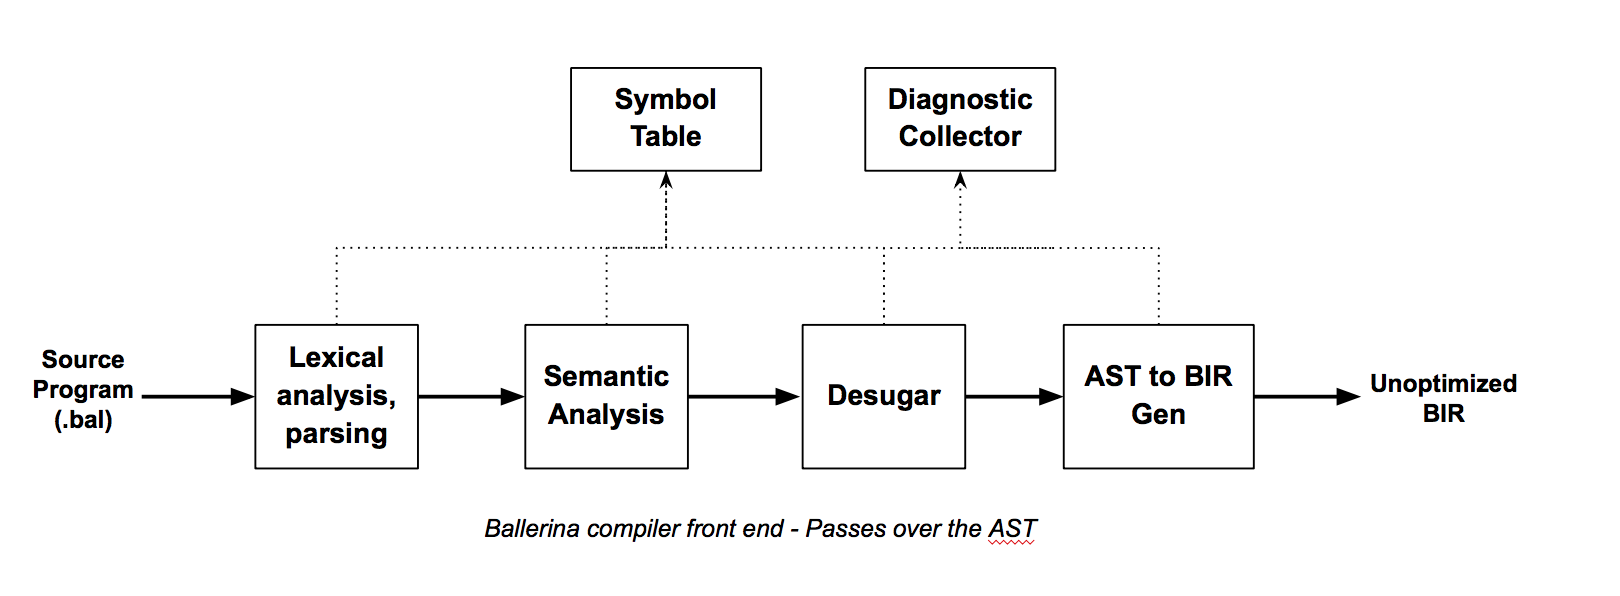 Symbol
Table
Diagnostic
Collector
Source
Program
(.bal)
Lexical
analysis,
parsing
Semantic
Analysis
Desugar
AST to BIR
Gen
Unoptimized
BIR
Ballerina compiler front end - Passes over the AST